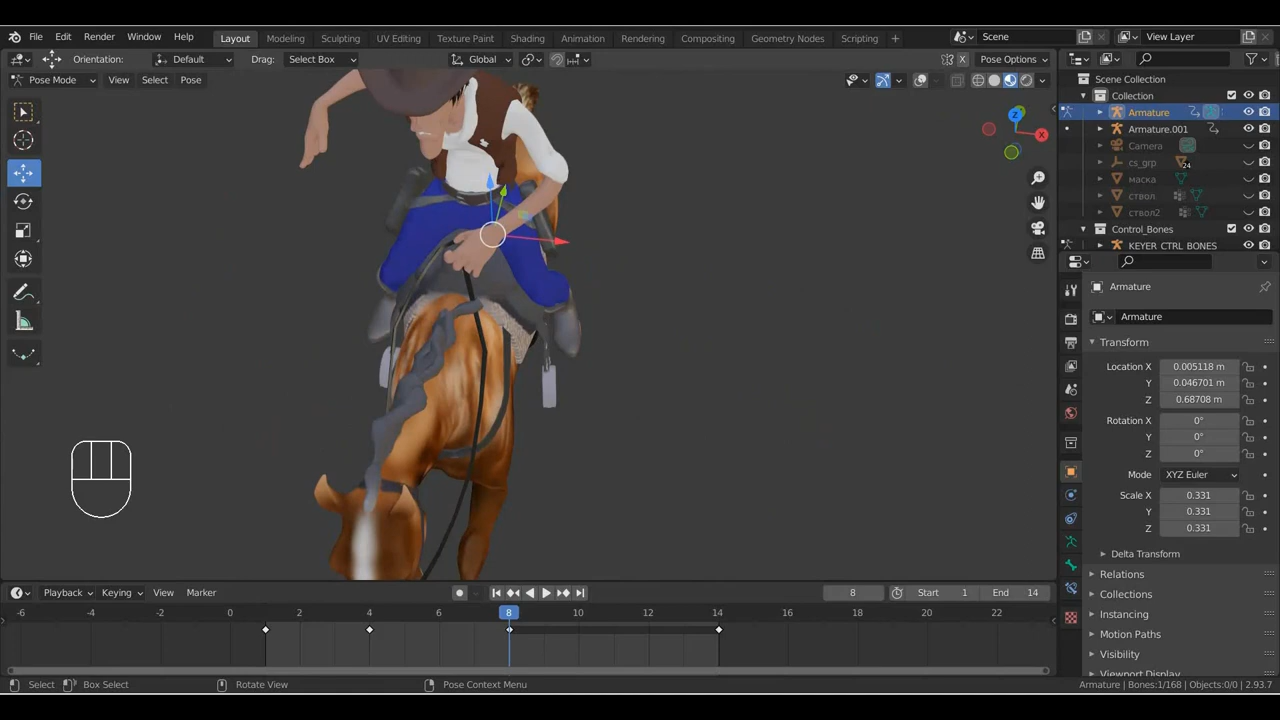 File Edit Render Window Help Layout Modeling Sculpting UV Editing Texture Paint Shading Animation Rendering Compositing Geometry Nodes Scripting + Scene View Layer
Orientation: Default Drag: Select Box Global X Pose Options
Pose Mode View Select Pose
Scene Collection
Collection
Armature
Armature.001
Camera
cs_grp 24
маска
ствол
ствол2
Control_Bones
KEYER_CTRL BONES
Z
X
Armature
Armature
Transform
Location X 0.005118 m
Y 0.046701 m
Z 0.68708 m
Rotation X 0°
Y 0°
Z 0°
Mode XYZ Euler
Scale X 0.331
Y 0.331
Z 0.331
Delta Transform
Relations
Collections
Instancing
Motion Paths
Visibility
Viewport Display
Playback Keying View Marker 8 Start 1 End 14
-6 -4 -2 0 2 4 6 8 10 12 14 16 18 20 22
Select Box Select Rotate View Pose Context Menu Armature | Bones:1/168 | Objects:0/0 | 2.93.7